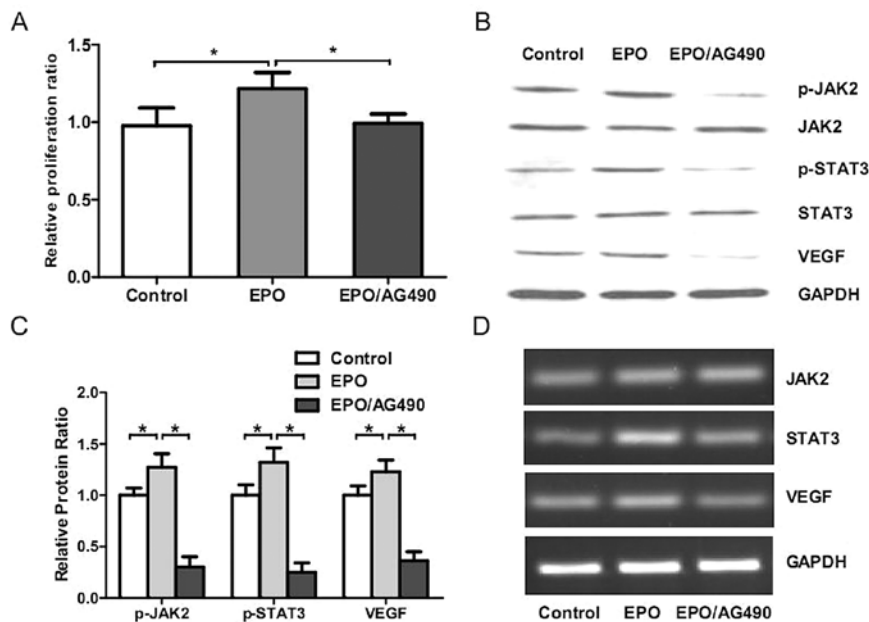 A
Relative proliferation ratio
1.5
1.0
0.5
0.0
*
*
Control EPO EPO/AG490
B
Control EPO EPO/AG490
p-JAK2
JAK2
p-STAT3
STAT3
VEGF
GAPDH
C
Control
EPO
EPO/AG490
Relative Protein Ratio
2.0
1.5
1.0
0.5
0.0
* * * * * *
p-JAK2 p-STAT3 VEGF
D
JAK2
STAT3
VEGF
GAPDH
Control EPO EPO/AG490